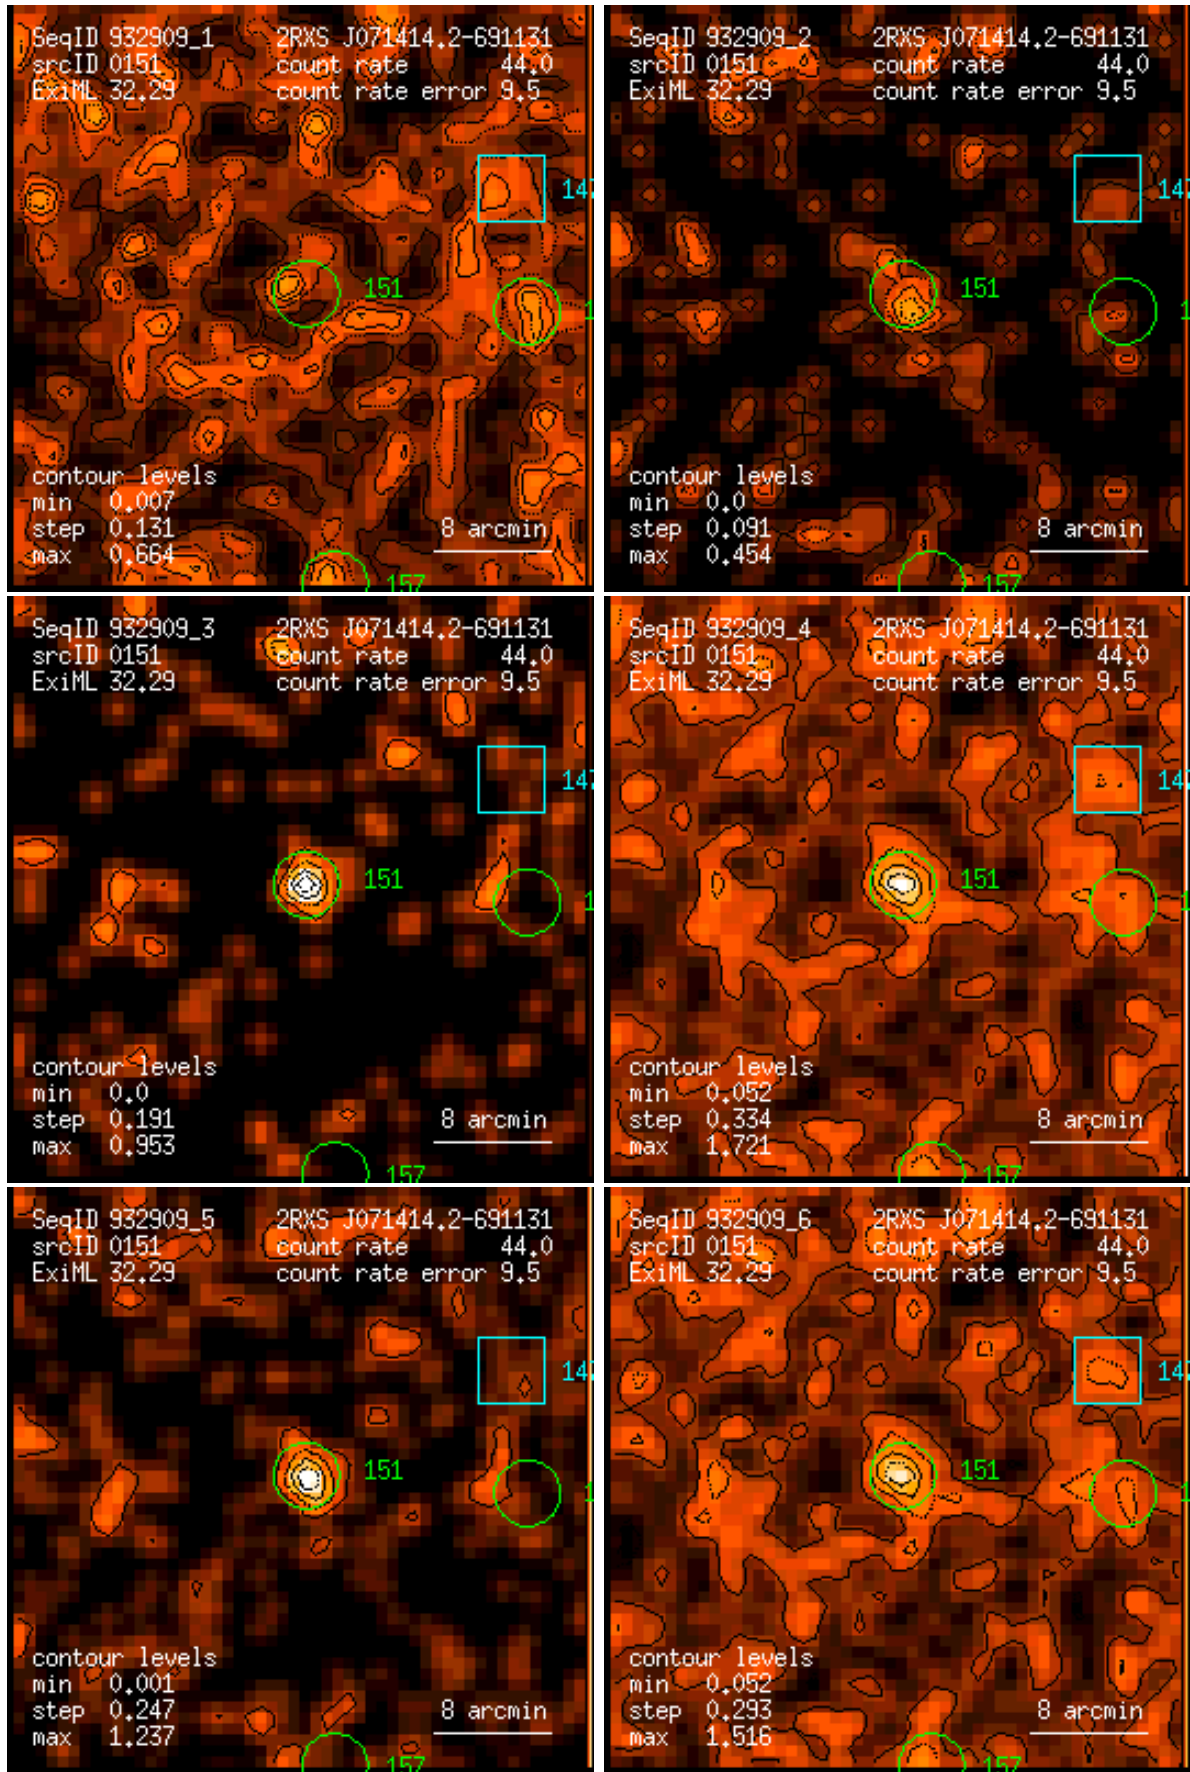 SeqID 932909_1 2RXS J071414.2-691131
srcID 0151 count rate 44.0
ExiML 32.29 count rate error 9.5
151
157
contour levels
min 0.007
step 0.131
max 0.664
8 arcmin
SeqID 932909_2 2RXS J071414.2-691131
srcID 0151 count rate 44.0
ExiML 32.29 count rate error 9.5
151
157
contour levels
min 0.0
step 0.091
max 0.454
8 arcmin
SeqID 932909_3 2RXS J071414.2-691131
srcID 0151 count rate 44.0
ExiML 32.29 count rate error 9.5
151
157
contour levels
min 0.0
step 0.191
max 0.953
8 arcmin
SeqID 932909_4 2RXS J071414.2-691131
srcID 0151 count rate 44.0
ExiML 32.29 count rate error 9.5
151
157
contour levels
min 0.052
step 0.334
max 1.721
8 arcmin
SeqID 932909_5 2RXS J071414.2-691131
srcID 0151 count rate 44.0
ExiML 32.29 count rate error 9.5
151
157
contour levels
min 0.001
step 0.247
max 1.237
8 arcmin
SeqID 932909_6 2RXS J071414.2-691131
srcID 0151 count rate 44.0
ExiML 32.29 count rate error 9.5
151
157
contour levels
min 0.052
step 0.293
max 1.516
8 arcmin